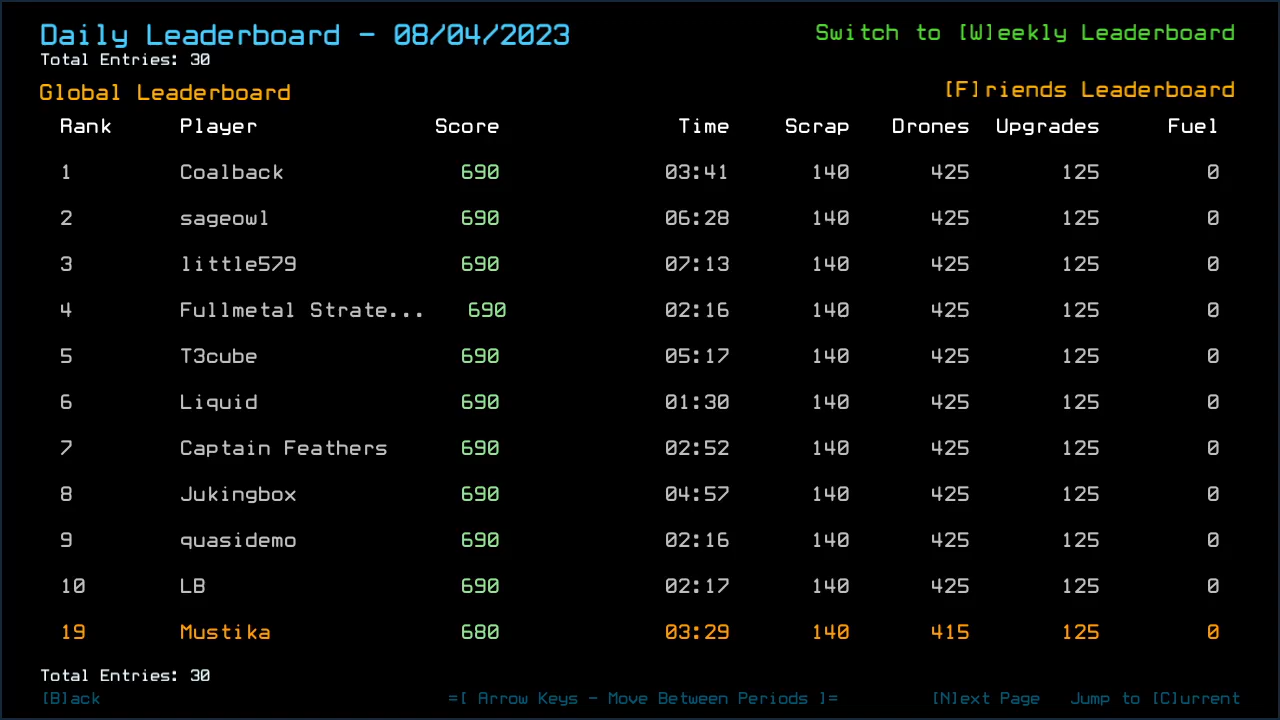 Daily Leaderboard - 08/04/2023 Switch to [W]eekly Leaderboard
Total Entries: 30
Global Leaderboard [F]riends Leaderboard
Rank Player Score Time Scrap Drones Upgrades Fuel
1 Coalback 690 03:41 140 425 125 0
2 sageowl 690 06:28 140 425 125 0
3 little579 690 07:13 140 425 125 0
4 Fullmetal Strate... 690 02:16 140 425 125 0
5 T3cube 690 05:17 140 425 125 0
6 Liquid 690 01:30 140 425 125 0
7 Captain Feathers 690 02:52 140 425 125 0
8 Jukingbox 690 04:57 140 425 125 0
9 quasidemo 690 02:16 140 425 125 0
10 LB 690 02:17 140 425 125 0
19 Mustika 680 03:29 140 415 125 0
Total Entries: 30
[B]ack =[ Arrow Keys - Move Between Periods ]= [N]ext Page Jump to [C]urrent